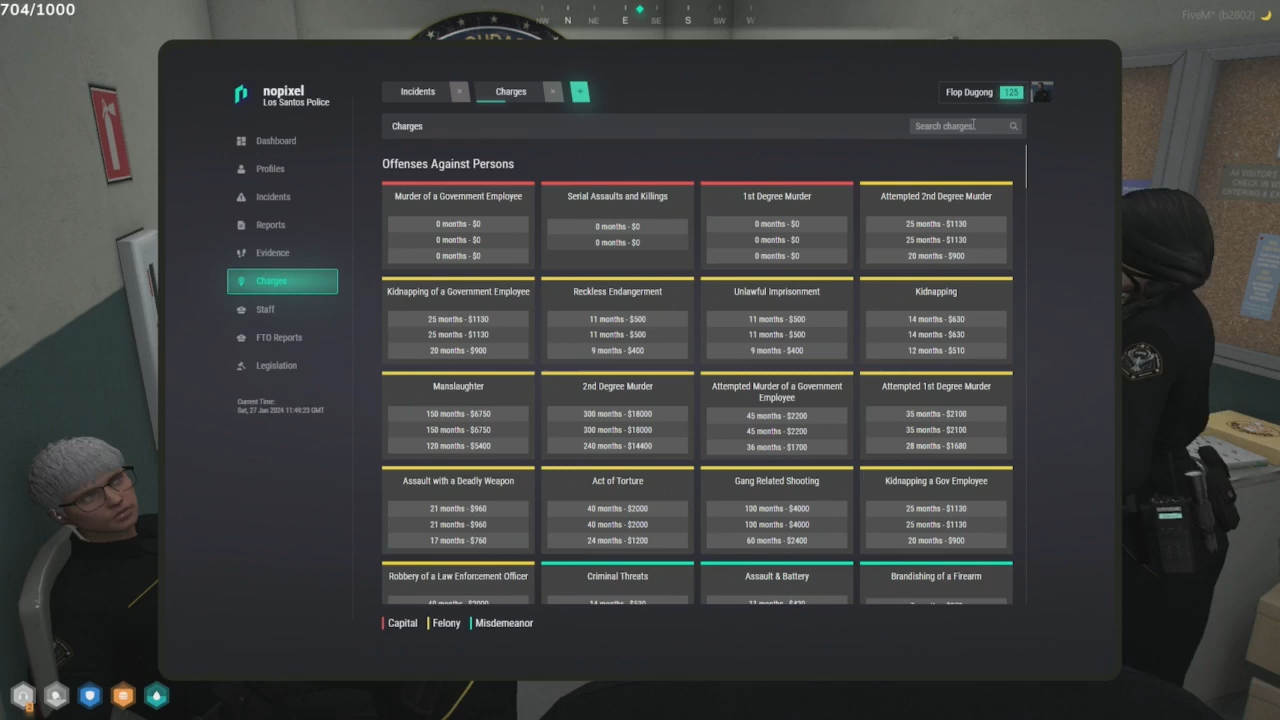 704/1000
NW N NE E SE S SW W
FiveM* (b2802)
nopixel
Los Santos Police
Incidents
Charges
+
Flop Dugong 125
Charges
Search charges..
Dashboard
Profiles
Incidents
Reports
Evidence
Charges
Staff
FTO Reports
Legislation
Current Time:
Sat, 27 Jan 2024 11:49:23 GMT
Offenses Against Persons
Murder of a Government Employee
0 months - $0
0 months - $0
0 months - $0
Serial Assaults and Killings
0 months - $0
0 months - $0
1st Degree Murder
0 months - $0
0 months - $0
0 months - $0
Attempted 2nd Degree Murder
25 months - $1130
25 months - $1130
20 months - $900
Kidnapping of a Government Employee
25 months - $1130
25 months - $1130
20 months - $900
Reckless Endangerment
11 months - $500
11 months - $500
9 months - $400
Unlawful Imprisonment
11 months - $500
11 months - $500
9 months - $400
Kidnapping
14 months - $630
14 months - $630
12 months - $510
Manslaughter
150 months - $6750
150 months - $6750
120 months - $5400
2nd Degree Murder
300 months - $18000
300 months - $18000
240 months - $14400
Attempted Murder of a Government
Employee
45 months - $2200
45 months - $2200
36 months - $1700
Attempted 1st Degree Murder
35 months - $2100
35 months - $2100
28 months - $1680
Assault with a Deadly Weapon
21 months - $960
21 months - $960
17 months - $760
Act of Torture
40 months - $2000
40 months - $2000
24 months - $1200
Gang Related Shooting
100 months - $4000
100 months - $4000
60 months - $2400
Kidnapping a Gov Employee
25 months - $1130
25 months - $1130
20 months - $900
Robbery of a Law Enforcement Officer
Criminal Threats
Assault & Battery
Brandishing of a Firearm
Capital
Felony
Misdemeanor